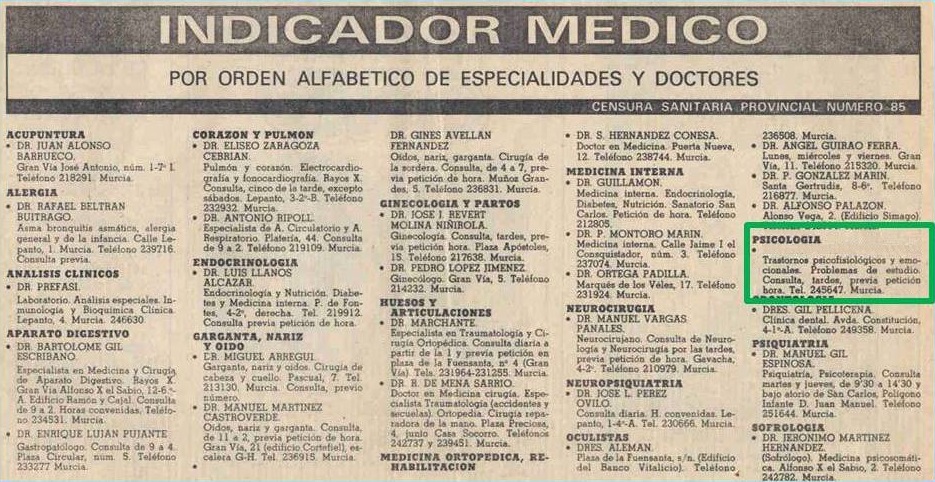 INDICADOR MEDICO
POR ORDEN ALFABETICO DE ESPECIALIDADES Y DOCTORES
CENSURA SANITARIA PROVINCIAL NUMERO 85
ACUPUNTURA
• DR. JUAN ALONSO
BARRUECO.
Gran Vía José Antonio, núm. 1-7º I.
Teléfono 218291. Murcia.
ALERGIA
• DR. RAFAEL BELTRAN
BUITRAGO.
Asma bronquitis asmática, alergia
general y de la infancia. Calle Le-
panto, 1. Murcia. Teléfono 239716.
Consulta previa.
ANALISIS CLINICOS
• DR. PREFASI.
Laboratorio. Análisis especiales. In-
munología y Bioquímica Clínica.
Lepanto, 4. Murcia. 246630.
APARATO DIGESTIVO
• DR. BARTOLOME GIL
ESCRIBANO.
Especialista en Medicina y Cirugía
de Aparato Digestivo. Rayos X.
Gran Vía Alfonso X el Sabio, 12-6.º-
A. Edificio Ramón y Cajal. Consulta
de 9 a 2. Horas convenidas. Teléfo-
no 234531. Murcia.
• DR. ENRIQUE LUJAN PUJANTE
Gastropatólogo. Consulta de 9 a 4.
Plaza Circular, núm. 5. Teléfono
233277 Murcia.
CORAZON Y PULMON
• DR. ELISEO ZARAGOZA
CEBRIAN.
Pulmón y corazón. Electrocardio-
grafía y fonocardiografía. Rayos X.
Consulta, cinco de la tarde, excepto
sábados. Lepanto, 3-2º-B. Teléfono
232932. Murcia.
• DR. ANTONIO RIPOLL.
Especialista de A. Circulatorio y A.
Respiratorio. Platería, 44. Consulta
de 9 a 2. Teléfono 219109. Murcia.
ENDOCRINOLOGIA
• DR. LUIS LLANOS
ALCAZAR.
Endocrinología y Nutrición. Diabe-
tes y Medicina interna. P. de Fon-
tes, 4-2º, derecha. Tel. 219912.
Consulta previa petición de hora.
GARGANTA, NARIZ
Y OIDO
• DR. MIGUEL ARREGUI.
Garganta, nariz y oídos. Cirugía de
cabeza y cuello. Pascual, 7. Tel.
213130. Murcia. Consulta, previo
número.
• DR. MANUEL MARTINEZ
CASTROVERDE.
Oídos, nariz y garganta. Consulta,
de 11 a 2, previa petición de hora.
Gran Vía, 21 (edificio Cortefiel), es-
calera G-H. Tel. 236915. Murcia.
•
DR. GINES AVELLAN
FERNANDEZ
Oídos, nariz, garganta. Cirugía de
la sordera. Consulta, de 4 a 7, pre-
via petición de hora. Muñoz Gran-
des, 5. Teléfono 236831. Murcia.
GINECOLOGIA Y PARTOS
• DR. JOSE J. REVERT
MOLINA NIÑIROLA.
Ginecología. Consulta, tardes, pre-
via petición hora. Plaza Apóstoles,
15. Teléfono 217638. Murcia.
• DR. PEDRO LOPEZ JIMENEZ.
Ginecólogo. Gran Vía, 5. Teléfono
214232. Murcia.
HUESOS Y
ARTICULACIONES
• DR. MARCHANTE.
Especialista en Traumatología y Ci-
rugía Ortopédica. Consulta diaria a
partir de la 1 y previa petición en
plaza de la Fuensanta, nº 4 (Gran
Vía). Tels. 231964-231255. Murcia.
• DR. R. DE MENA SARRIO.
Doctor en Medicina cirugía. Espe-
cialista Traumatología (accidentes y
secuelas). Ortopedia. Cirugía repa-
radora de la mano. Plaza Preciosa,
4, junto Casa Socorro. Teléfonos
242737 y 239451. Murcia.
MEDICINA ORTOPEDICA, RE-
HABILITACION
• DR. S. HERNANDEZ CONESA.
Doctor en Medicina. Puerta Nueva,
12. Teléfono 238744. Murcia.
MEDICINA INTERNA
• DR. GUILLAMON.
Medicina interna. Endocrinología,
Diabetes, Nutrición. Sanatorio San
Carlos. Petición de hora. Teléfono
212805.
• DR. P. MONTORO MARIN.
Medicina interna. Calle Jaime I el
Conquistador, núm. 3. Teléfono
237074. Murcia.
• DR. ORTEGA PADILLA.
Marqués de los Vélez, 17. Teléfono
231924. Murcia.
NEUROCIRUGIA
• DR. MANUEL VARGAS
PANALES.
Neurocirujano. Consulta de Neuro-
logía y Neurocirugía por las tardes,
previa petición de hora. Gavacha,
4-2º. Teléfono 210979. Murcia.
NEUROPSIQUIATRIA
• DR. JOSE L. PEREZ
OVILO.
Consulta diaria. H. convenidas. Le-
panto, 1-4º-A. Tel. 230666. Murcia.
OCULISTAS
• DRES. ALEMAN.
Plaza de la Fuensanta, s/n. (Edificio
del Banco Vitalicio). Teléfono
236508. Murcia.
• DR. ANGEL GUIRAO FERRA.
Lunes, miércoles y viernes. Gran
Vía, 11. Teléfono 215320. Murcia.
• DR. P. GONZALEZ MARIN.
Santa Gertrudis, 8-6º. Teléfono
216877. Murcia.
• DR. ALFONSO PALAZON.
Alonso Vega, 2. (Edificio Simago).
PSICOLOGIA
•
Trastornos psicofisiológicos y emo-
cionales. Problemas de estudio.
Consulta, tardes, previa petición
hora. Tel. 245647. Murcia.
ODONTOLOGIA
• DRES. GIL PELLICENA.
Clínica dental. Avda. Constitución,
4-1º-A. Teléfono 249358. Murcia.
PSIQUIATRIA
• DR. MANUEL GIL
ESPINOSA.
Psiquiatría, Psicoterapia. Consulta
martes y jueves, de 9'30 a 14'30 y
bajo atorio de San Carlos, Polígono
Infante D. Juan Manuel. Teléfono
251644. Murcia.
SOFROLOGIA
• DR. JERONIMO MARTINEZ
HERNANDEZ.
(Sofrólogo). Medicina psicosomáti-
ca. Alfonso X el Sabio, 2. Teléfono
242782. Murcia.